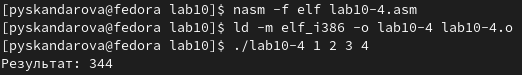 [pyskandarova@fedora lab10]$ nasm -f elf lab10-4.asm
[pyskandarova@fedora lab10]$ ld -m elf_i386 -o lab10-4 lab10-4.o
[pyskandarova@fedora lab10]$ ./lab10-4 1 2 3 4
Результат: 344